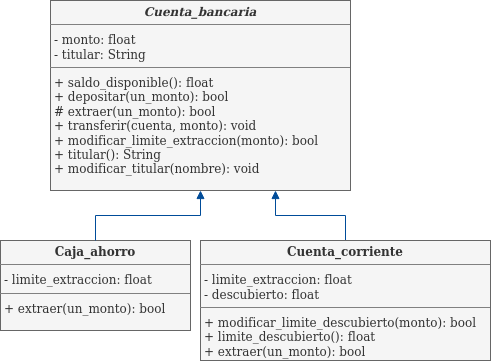 Cuenta_bancaria
- monto: float
- titular: String
+ saldo_disponible(): float
+ depositar(un_monto): bool
# extraer(un_monto): bool
+ transferir(cuenta, monto): void
+ modificar_limite_extraccion(monto): bool
+ titular(): String
+ modificar_titular(nombre): void
Caja_ahorro
- limite_extraccion: float
+ extraer(un_monto): bool
Cuenta_corriente
- limite_extraccion: float
- descubierto: float
+ modificar_limite_descubierto(monto): bool
+ limite_descubierto(): float
+ extraer(un_monto): bool